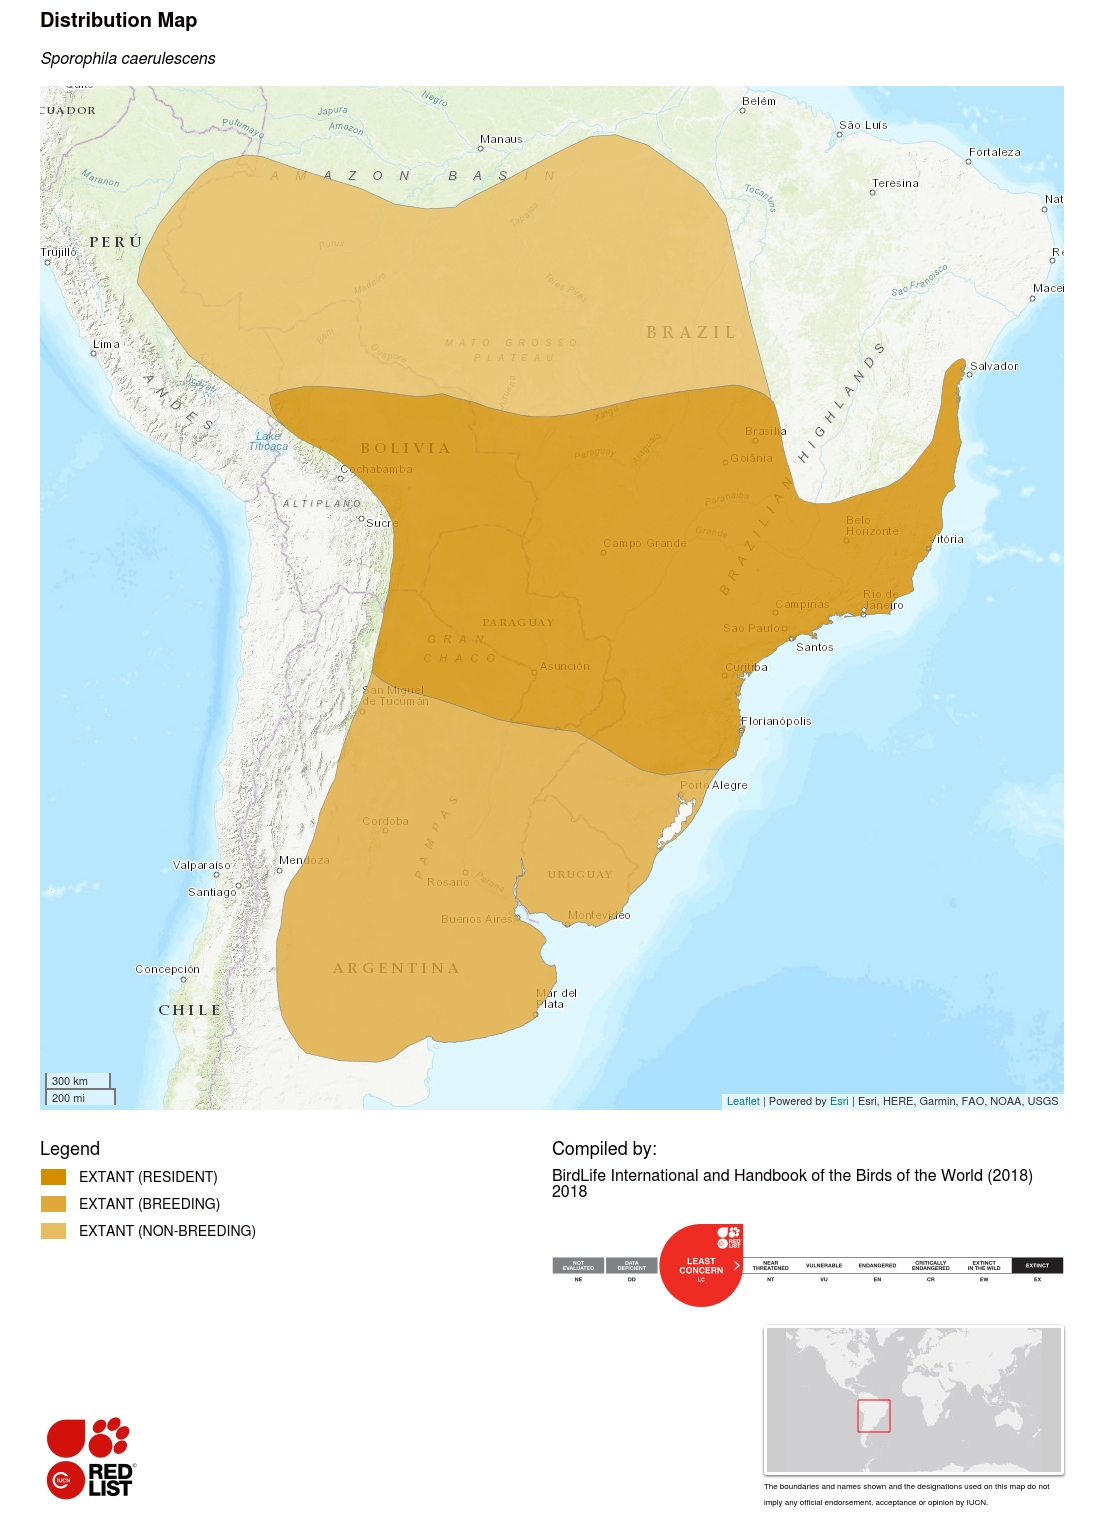 Distribution Map
Sporophila caerulescens
CUADOR
Putumayo
Japura
Amazon
Negro
Manaus
Belém
São Luís
Fortaleza
Teresina
Tocantins
Nat
Maranon
AMAZON BASIN
PERÚ
Trujillo
Purus
Tapajos
Re
Sao Francisco
Macei
Madeira
Teles Pires
Lima
Beni
Guapore
MATO GROSSO
PLATEAU
BRAZIL
Salvador
ANDES
Ucayali
Xingu
Lake
Titicaca
BOLIVIA
Paraguay
Araguaia
Brasília
Goiânia
BRAZILIAN HIGHLANDS
Cochabamba
ALTIPLANO
Sucre
Paranaiba
Grande
Belo
Horizonte
Vitória
Campo Grande
Campinas
Rio de
Janeiro
PARAGUAY
Sao Paulo
Santos
GRAN
CHACO
Asunción
Curitiba
San Miguel
de Tucumán
Florianópolis
Porto Alegre
Cordoba
PAMPAS
Valparaíso
Mendoza
Santiago
Rosario
Parana
URUGUAY
Buenos Aires
Montevideo
Concepción
ARGENTINA
Mar del
Plata
CHILE
300 km
200 mi
Leaflet | Powered by Esri | Esri, HERE, Garmin, FAO, NOAA, USGS
Legend
EXTANT (RESIDENT)
EXTANT (BREEDING)
EXTANT (NON-BREEDING)
Compiled by:
BirdLife International and Handbook of the Birds of the World (2018)
2018
RED
LIST
NOT
EVALUATED
NE
DATA
DEFICIENT
DD
LEAST
CONCERN
LC
NEAR
THREATENED
NT
VULNERABLE
VU
ENDANGERED
EN
CRITICALLY
ENDANGERED
CR
EXTINCT
IN THE WILD
EW
EXTINCT
EX
IUCN
RED
LIST
The boundaries and names shown and the designations used on this map do not
imply any official endorsement, acceptance or opinion by IUCN.